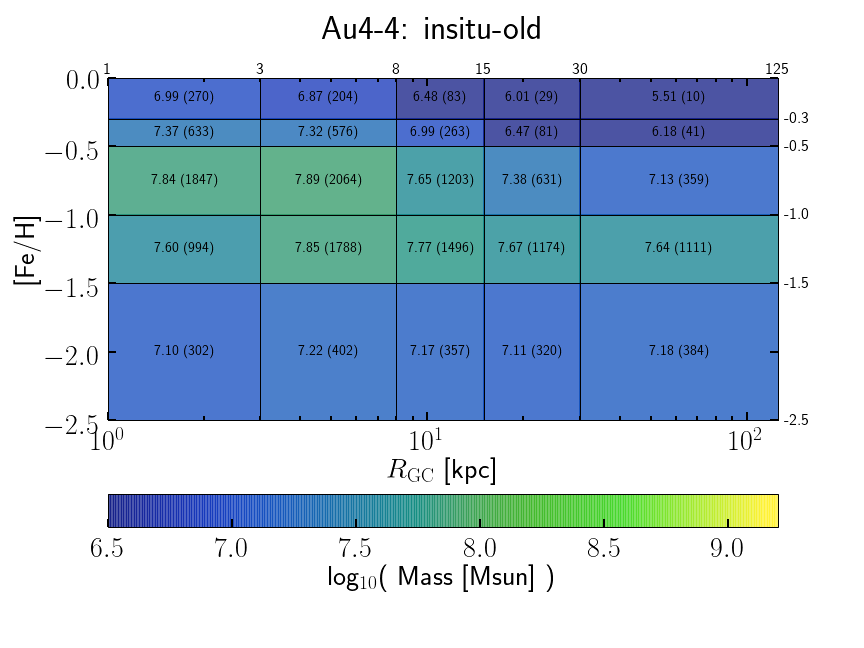 Au4-4: insitu-old
1 3 8 15 30 125
0.0
6.99 (270) 6.87 (204) 6.48 (83) 6.01 (29) 5.51 (10)
-0.3
7.37 (633) 7.32 (576) 6.99 (263) 6.47 (81) 6.18 (41)
−0.5 -0.5
7.84 (1847) 7.89 (2064) 7.65 (1203) 7.38 (631) 7.13 (359)
−1.0 -1.0
7.60 (994) 7.85 (1788) 7.77 (1496) 7.67 (1174) 7.64 (1111)
[Fe/H]
−1.5 -1.5
7.10 (302) 7.22 (402) 7.17 (357) 7.11 (320) 7.18 (384)
−2.0
−2.5 -2.5
10⁰ 10¹ 10²
R_GC [kpc]
6.5 7.0 7.5 8.0 8.5 9.0
log₁₀( Mass [Msun] )